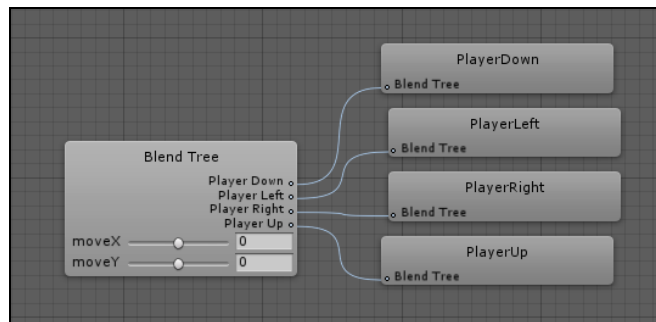 Blend Tree
Player Down
Player Left
Player Right
Player Up
moveX 0
moveY 0
PlayerDown
Blend Tree
PlayerLeft
Blend Tree
PlayerRight
Blend Tree
PlayerUp
Blend Tree